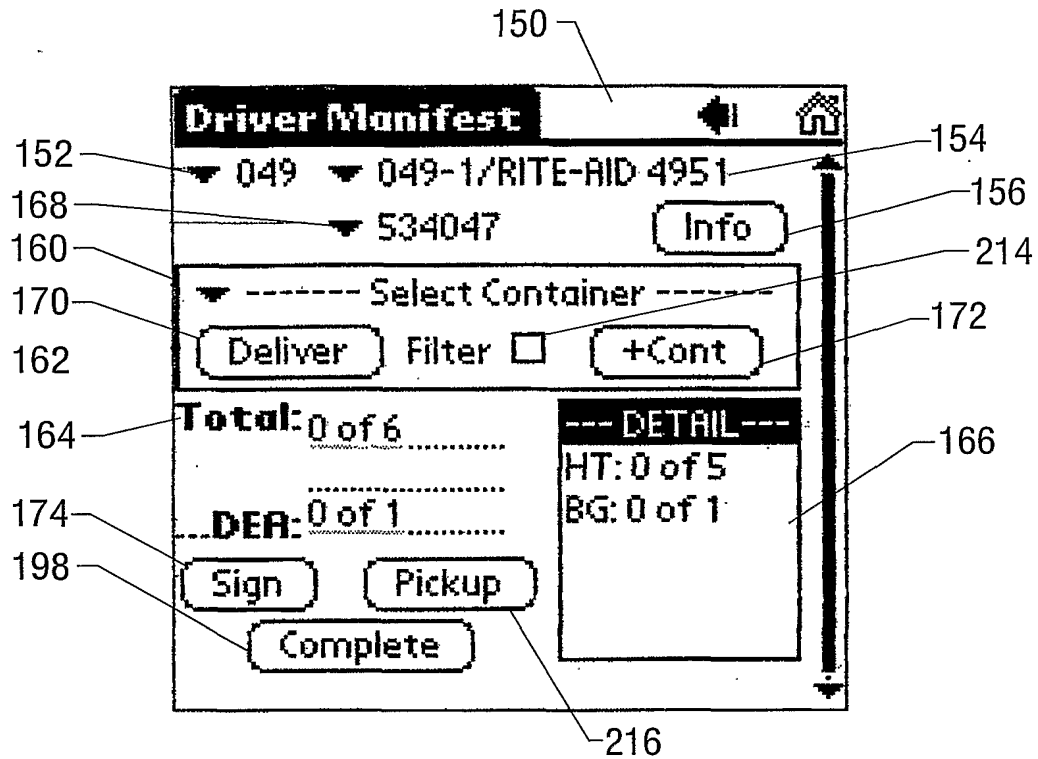 150
Driver Manifest
152
049
049-1/RITE-AID 4951
154
168
534047
Info
156
160
Select Container
214
170
Deliver
Filter
+Cont
172
162
164
Total: 0 of 6
--- DETAIL---
HT: 0 of 5
BG: 0 of 1
166
174
DEA: 0 of 1
198
Sign
Pickup
Complete
216